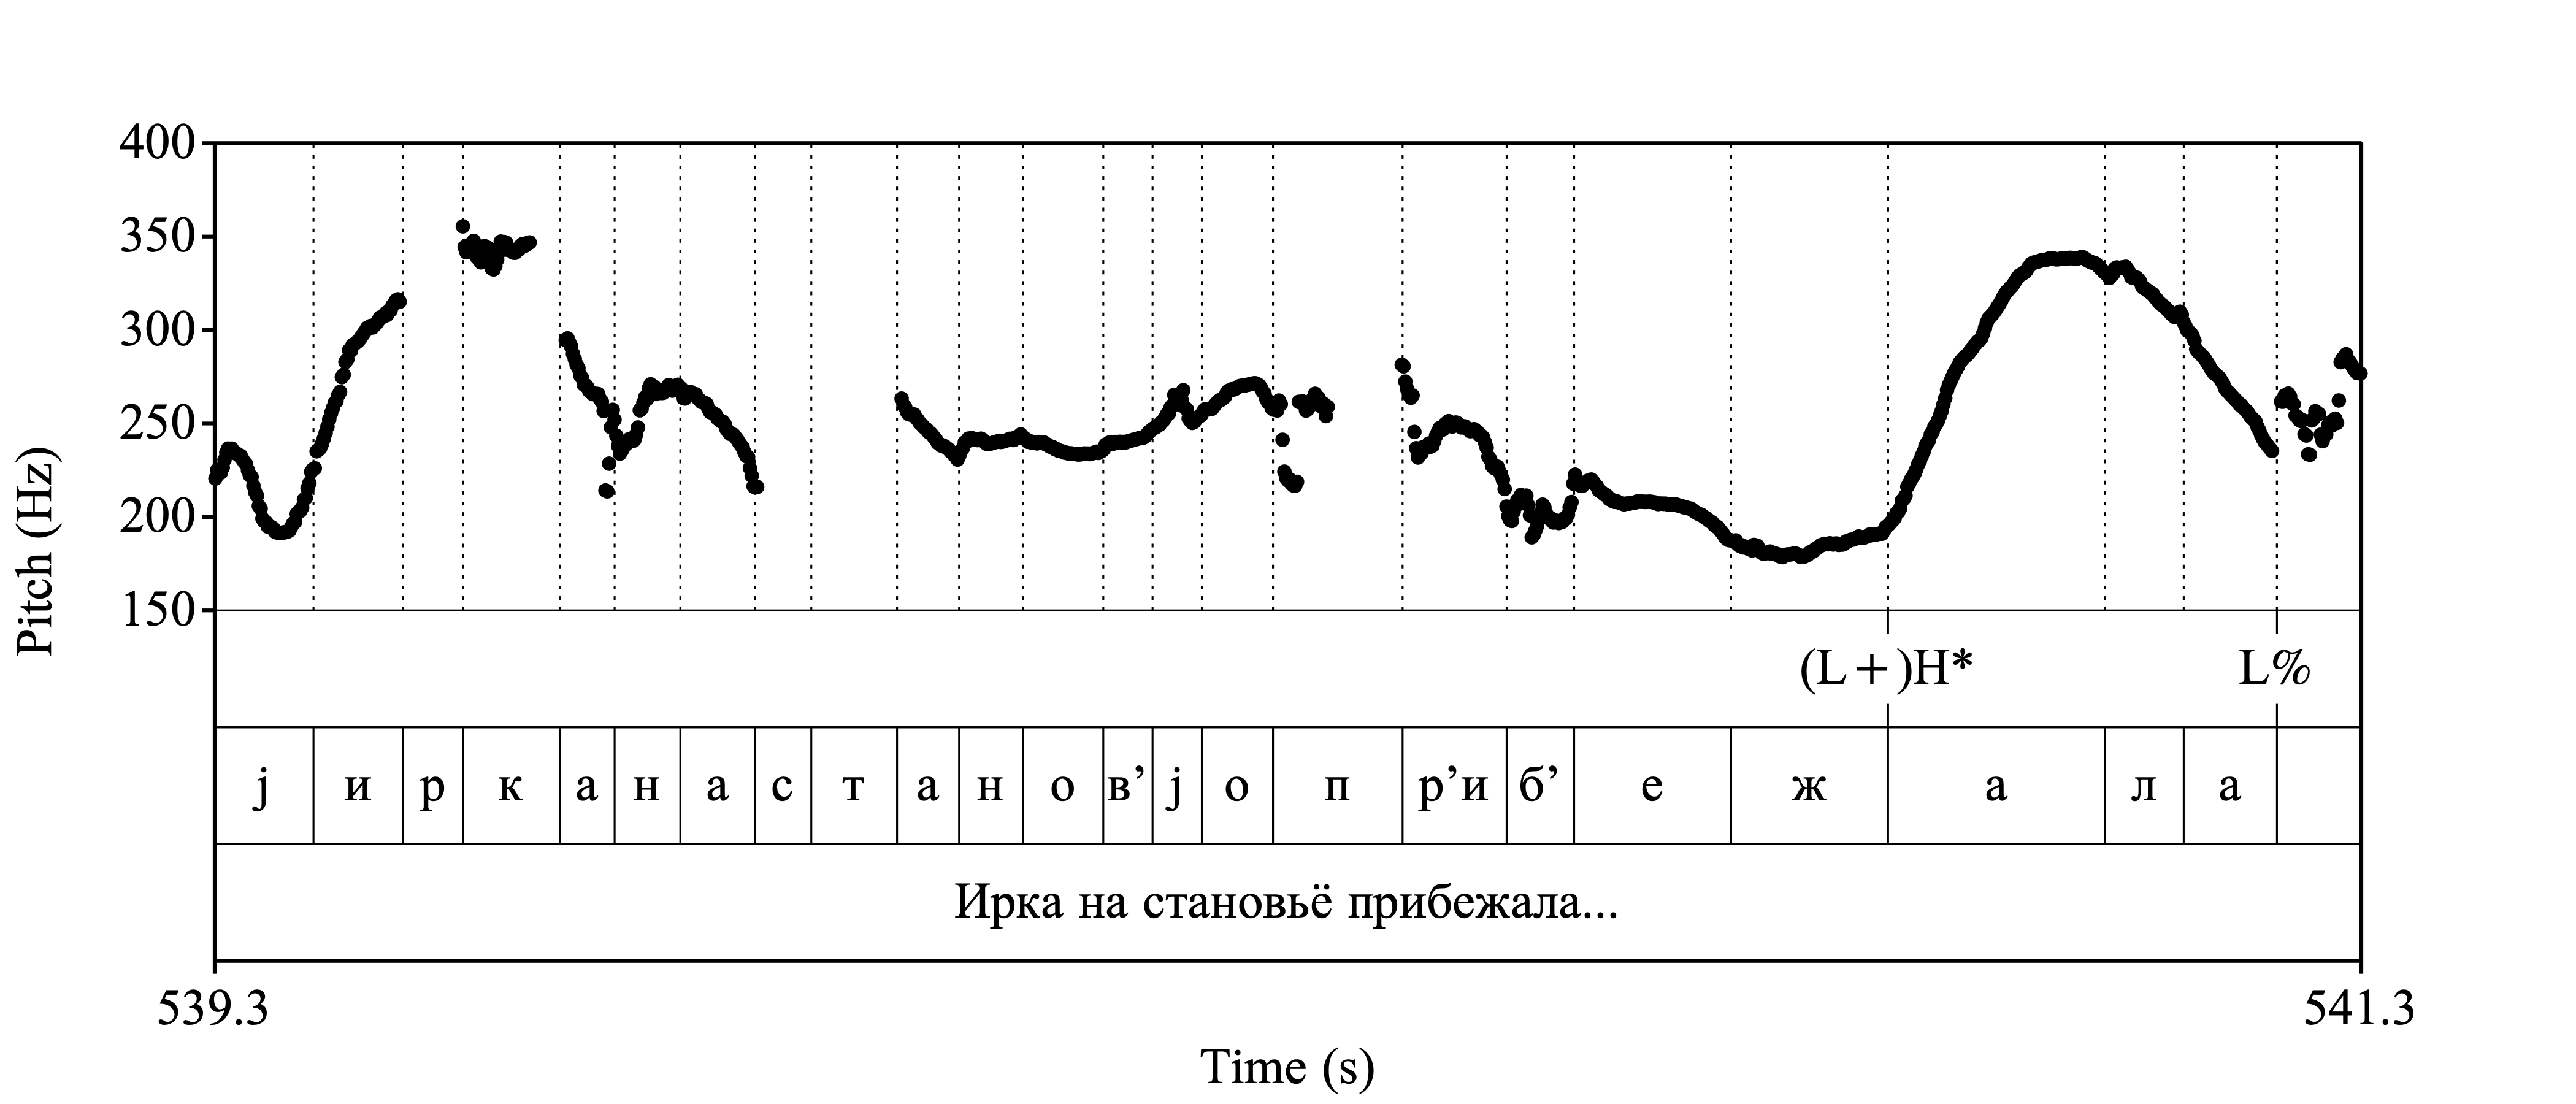 400
350
300
250
200
150
Pitch (Hz)
(L+)H* L%
j и р к а н а с т а н о в’ j о п р’и б’ е ж а л а
Ирка на становьё прибежала...
539.3 541.3
Time (s)